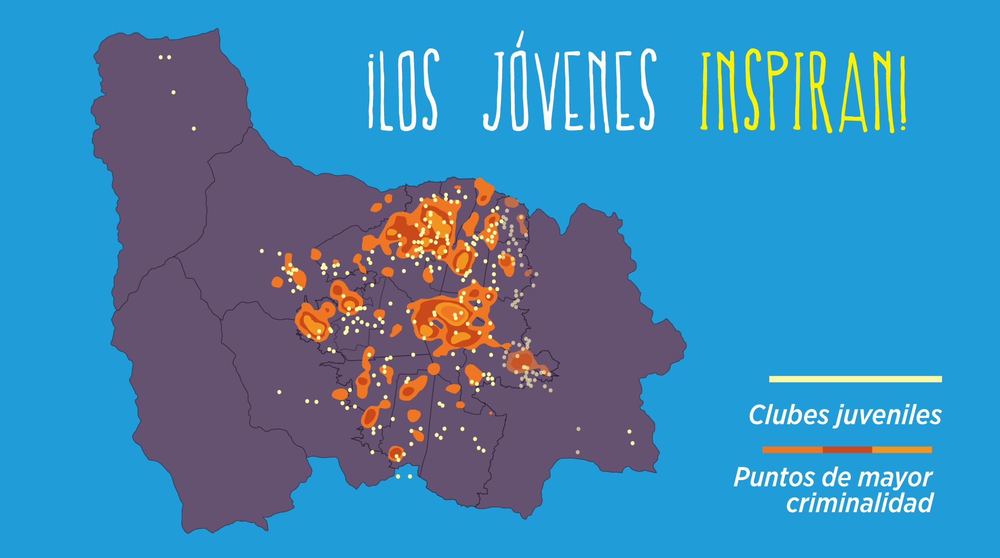 ¡LOS JÓVENES INSPIRAN!
Clubes juveniles
Puntos de mayor
criminalidad